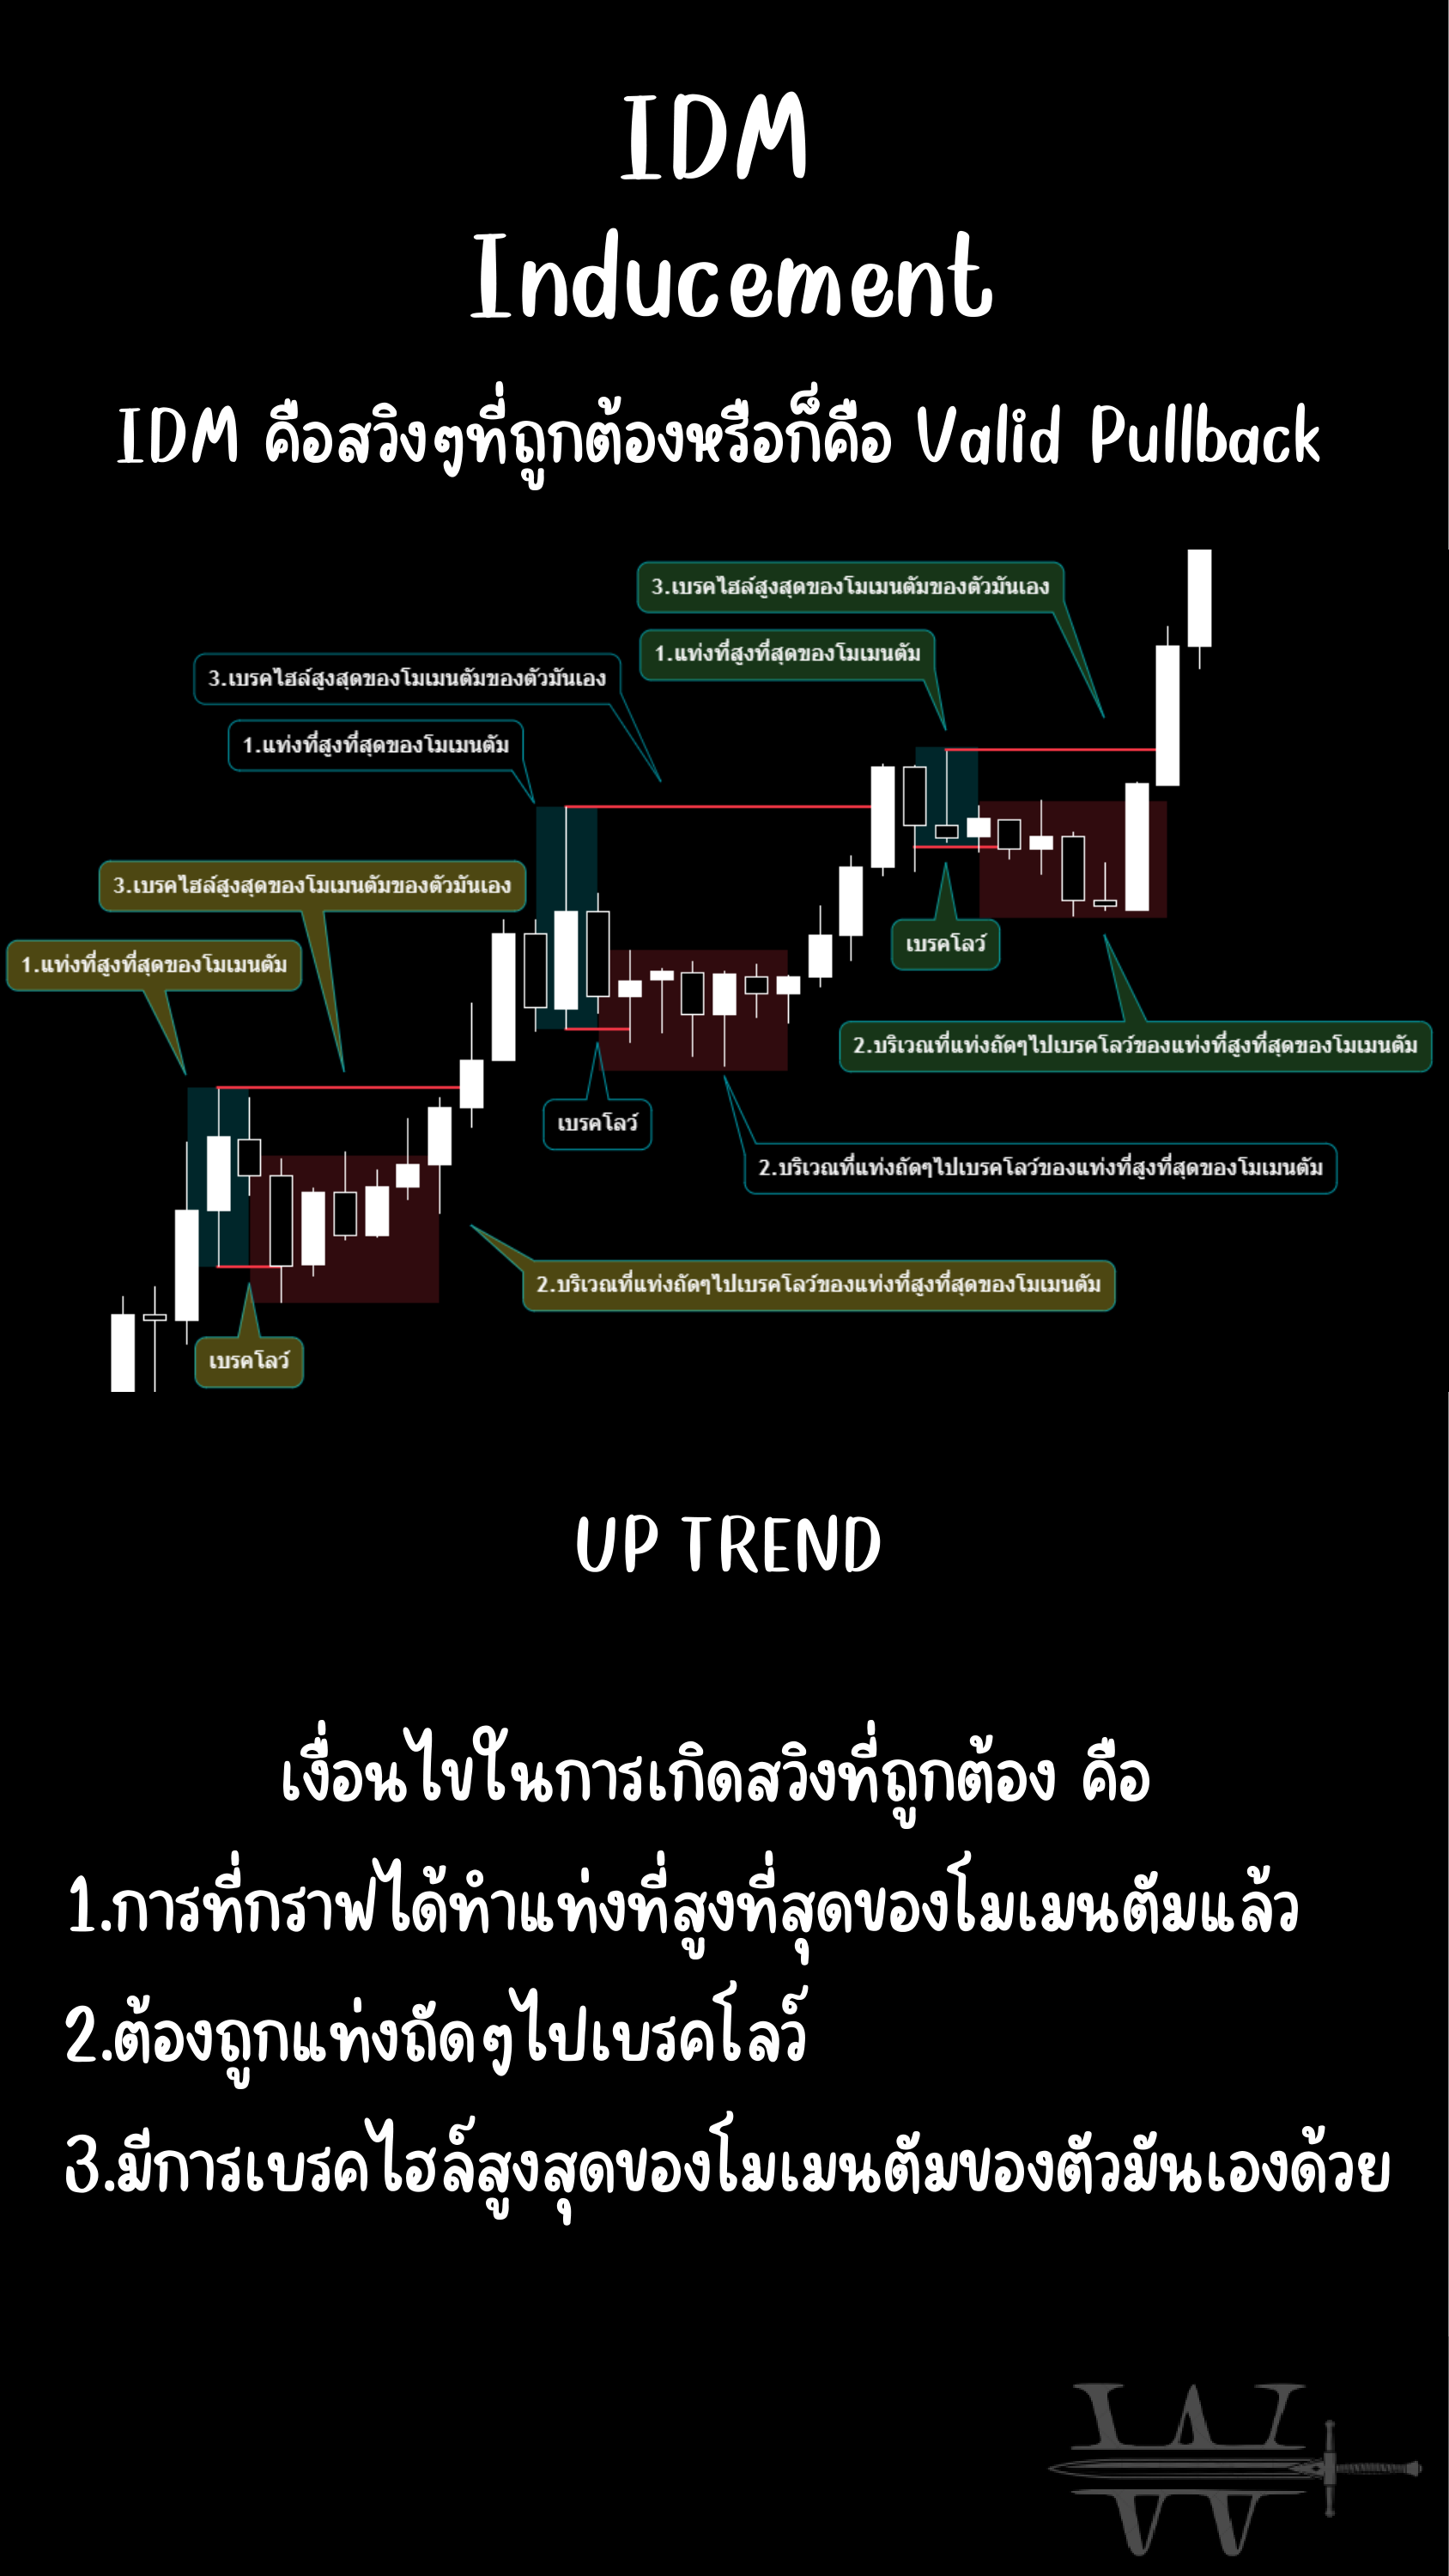 IDM
Inducement
IDM คือสวิงๆที่ถูกต้องหรือก็คือ Valid Pullback
3.เบรคไฮล์สูงสุดของโมเมนตัมของตัวมันเอง
1.แท่งที่สูงที่สุดของโมเมนตัม
3.เบรคไฮล์สูงสุดของโมเมนตัมของตัวมันเอง
1.แท่งที่สูงที่สุดของโมเมนตัม
3.เบรคไฮล์สูงสุดของโมเมนตัมของตัวมันเอง
1.แท่งที่สูงที่สุดของโมเมนตัม
เบรคโลว์
2.บริเวณที่แท่งถัดๆไปเบรคโลว์ของแท่งที่สูงที่สุดของโมเมนตัม
เบรคโลว์
2.บริเวณที่แท่งถัดๆไปเบรคโลว์ของแท่งที่สูงที่สุดของโมเมนตัม
2.บริเวณที่แท่งถัดๆไปเบรคโลว์ของแท่งที่สูงที่สุดของโมเมนตัม
เบรคโลว์
UP TREND
เงื่อนไขในการเกิดสวิงที่ถูกต้อง คือ
1.การที่กราฟได้ทำแท่งที่สูงที่สุดของโมเมนตัมแล้ว
2.ต้องถูกแท่งถัดๆไปเบรคโลว์
3.มีการเบรคไฮล์สูงสุดของโมเมนตัมของตัวมันเองด้วย
W